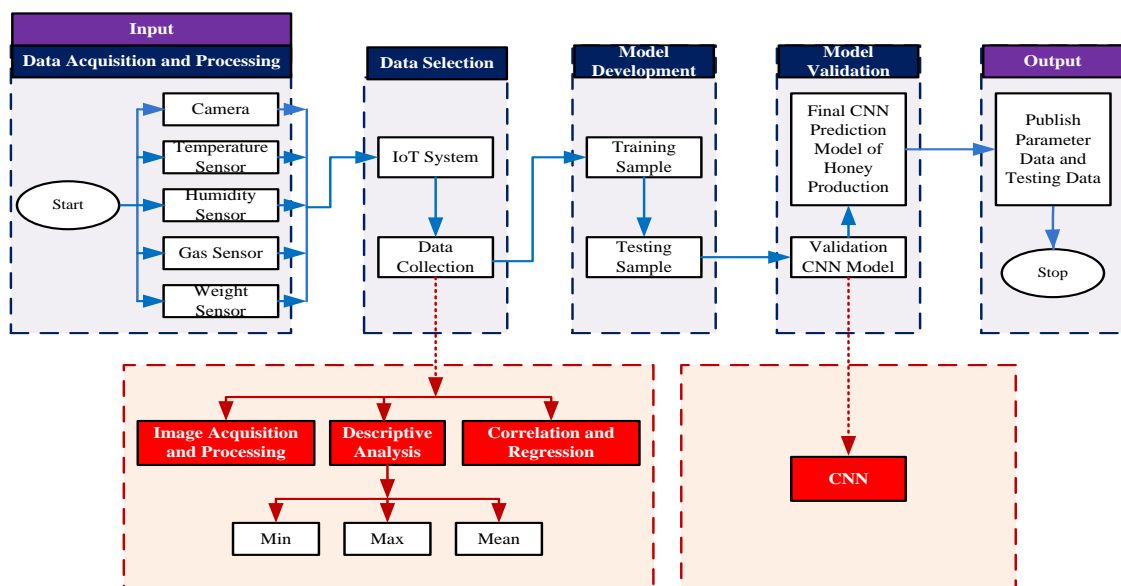 Input
Data Acquisition and Processing
Start
Camera
Temperature
Sensor
Humidity
Sensor
Gas Sensor
Weight
Sensor
Data Selection
IoT System
Data
Collection
Model
Development
Training
Sample
Testing
Sample
Model
Validation
Final CNN
Prediction
Model of
Honey
Production
Validation
CNN Model
Output
Publish
Parameter
Data and
Testing Data
Stop
Image Acquisition
and Processing
Descriptive
Analysis
Correlation and
Regression
Min
Max
Mean
CNN